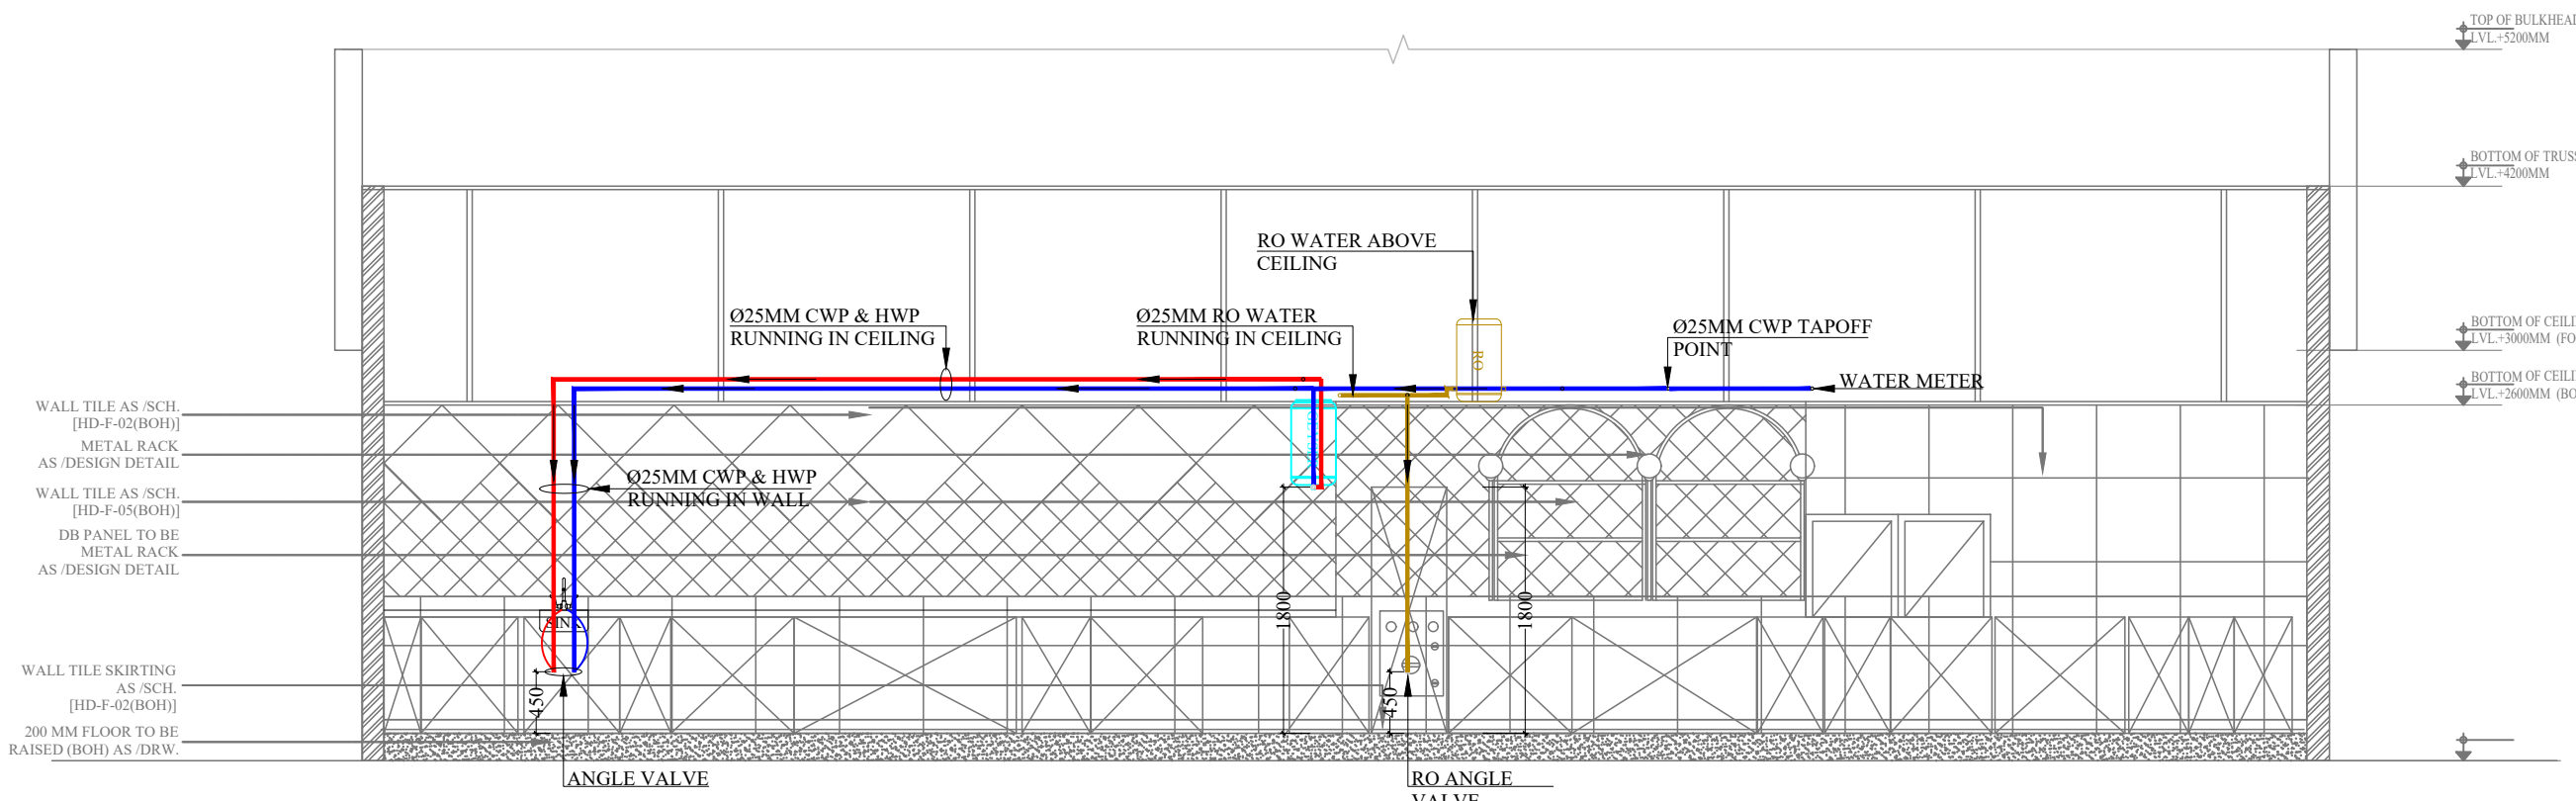 TOP OF BULKHEAD
LVL.+5200MM
BOTTOM OF TRUSS
LVL.+4200MM
RO WATER ABOVE
CEILING
Ø25MM CWP & HWP
RUNNING IN CEILING
Ø25MM RO WATER
RUNNING IN CEILING
RO
Ø25MM CWP TAPOFF
POINT
BOTTOM OF CEILI
LVL.+3000MM (FO
WATER METER
BOTTOM OF CEILI
LVL.+2600MM (BO
WALL TILE AS /SCH.
[HD-F-02(BOH)]
METAL RACK
AS /DESIGN DETAIL
Ø25MM CWP & HWP
RUNNING IN WALL
WALL TILE AS /SCH.
[HD-F-05(BOH)]
DB PANEL TO BE
METAL RACK
AS /DESIGN DETAIL
SINK
1800
1800
WALL TILE SKIRTING
AS /SCH.
[HD-F-02(BOH)]
450
450
200 MM FLOOR TO BE
RAISED (BOH) AS /DRW.
ANGLE VALVE
RO ANGLE
VALVE